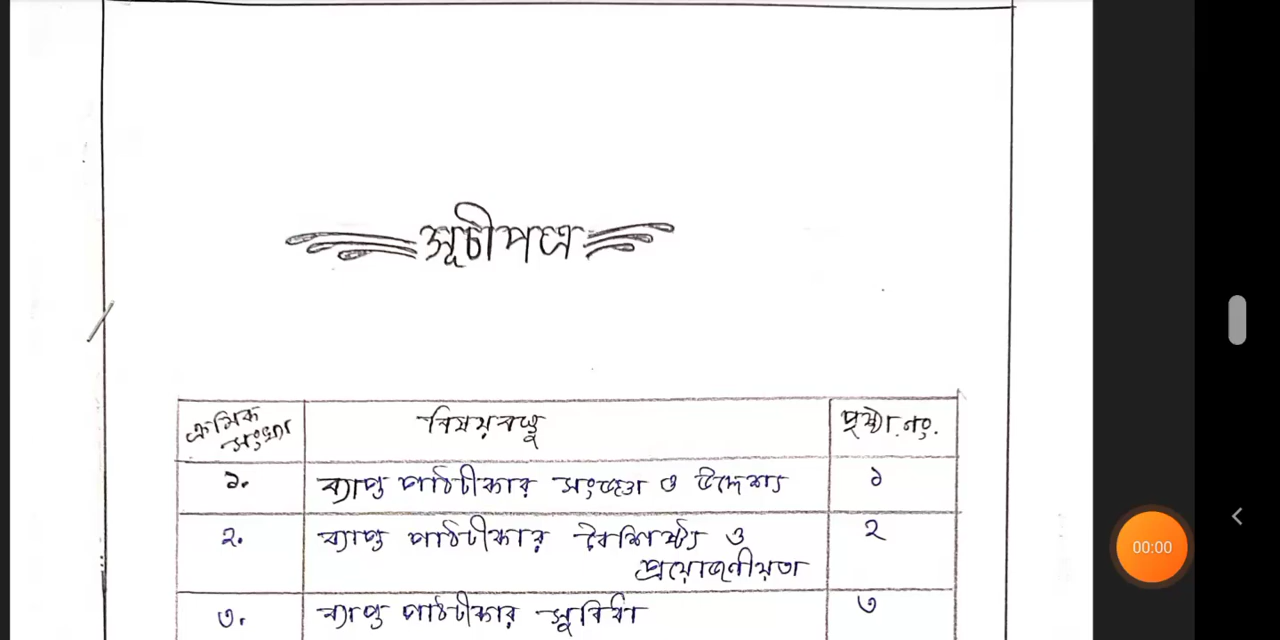 সূচীপত্র
ক্রমিক সংখ্যা বিষয়বস্তু পৃষ্ঠা নং.
১. ব্যাপ্ত পাঠটীকার সংজ্ঞা ও উদ্দেশ্য ১
২. ব্যাপ্ত পাঠটীকার বৈশিষ্ট্য ও ২
প্রয়োজনীয়তা
৩. ব্যাপ্ত পাঠটীকার সুবিধা ৩
00:00